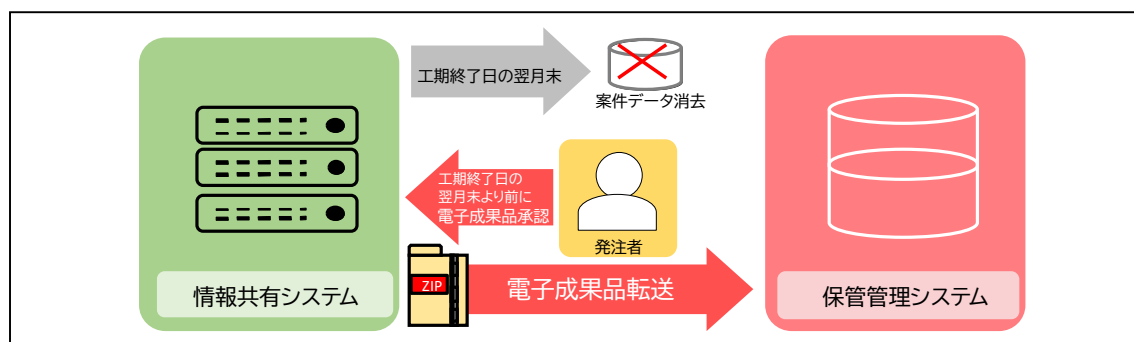 工期終了日の翌月末
案件データ消去
工期終了日の
翌月末より前に
電子成果品承認
発注者
ZIP
電子成果品転送
情報共有システム
保管管理システム